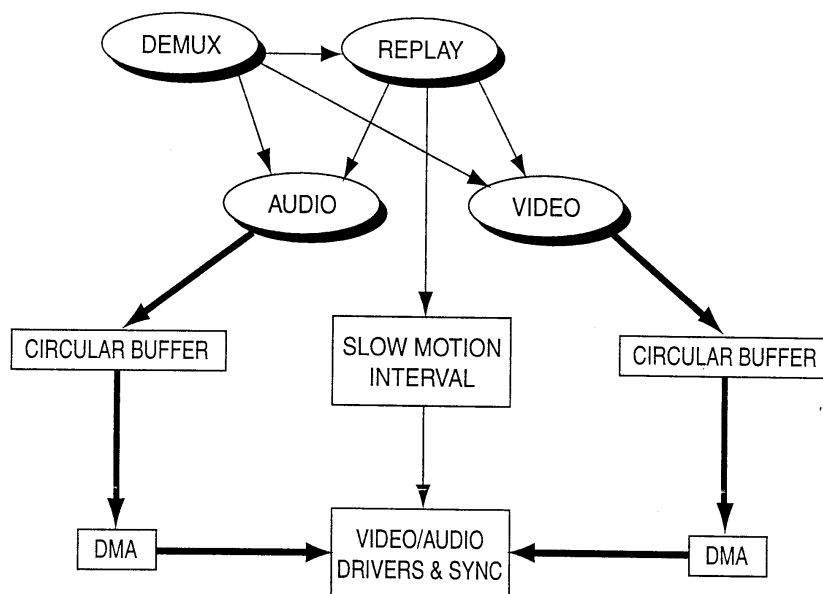 DEMUX
REPLAY
AUDIO
VIDEO
CIRCULAR BUFFER
SLOW MOTION
INTERVAL
CIRCULAR BUFFER
DMA
VIDEO/AUDIO
DRIVERS & SYNC
DMA